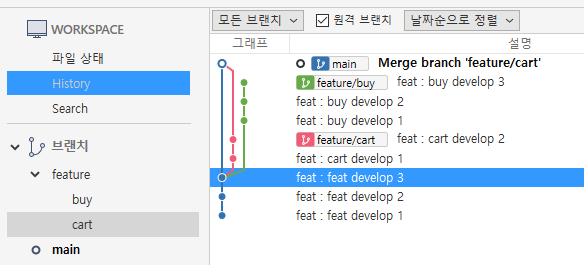 WORKSPACE
파일 상태
History
Search
브랜치
feature
buy
cart
main
모든 브랜치 원격 브랜치 날짜순으로 정렬
그래프 설명
main Merge branch 'feature/cart'
feature/buy feat : buy develop 3
feat : buy develop 2
feat : buy develop 1
feature/cart feat : cart develop 2
feat : cart develop 1
feat : feat develop 3
feat : feat develop 2
feat : feat develop 1